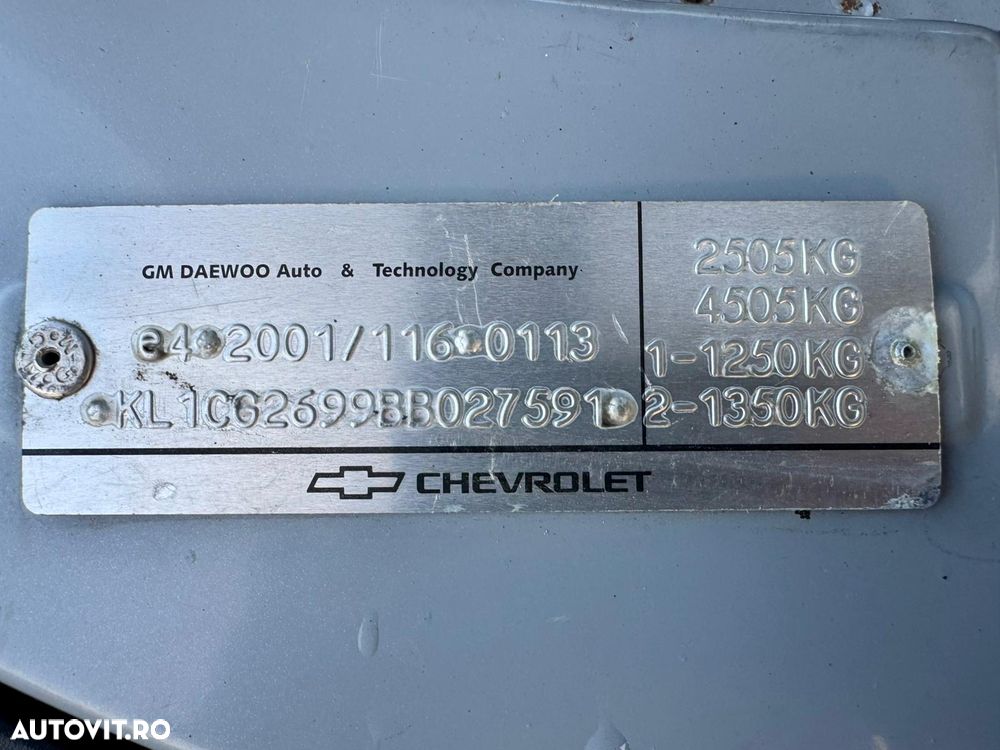 GM DAEWOO Auto & Technology Company
e4*2001/116*0113
*KL1CG2699BB027591*
2505KG
4505KG
1-1250KG
2-1350KG
CHEVROLET
AUTOVIT.RO